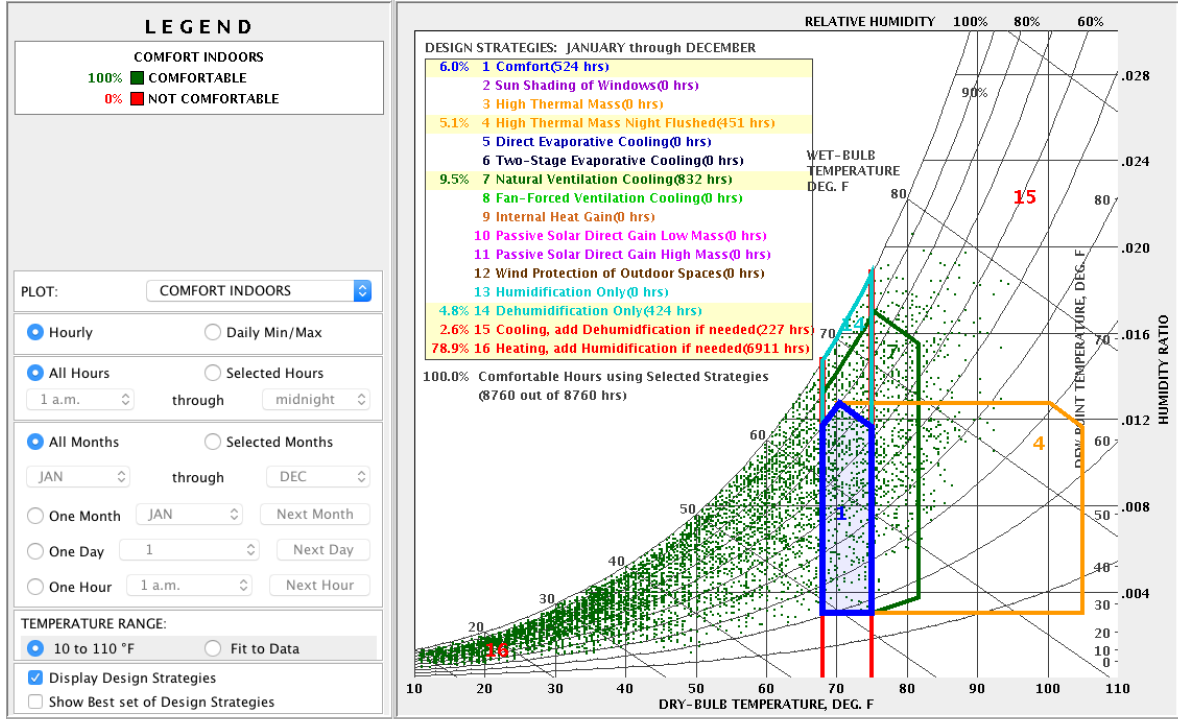 LEGEND
COMFORT INDOORS
100% COMFORTABLE
0% NOT COMFORTABLE
PLOT: COMFORT INDOORS
Hourly Daily Min/Max
All Hours Selected Hours
1 a.m. through midnight
All Months Selected Months
JAN through DEC
One Month JAN Next Month
One Day 1 Next Day
One Hour 1 a.m. Next Hour
TEMPERATURE RANGE:
10 to 110 °F Fit to Data
Display Design Strategies
Show Best set of Design Strategies
RELATIVE HUMIDITY 100% 80% 60%
DESIGN STRATEGIES: JANUARY through DECEMBER
6.0% 1 Comfort(524 hrs)
2 Sun Shading of Windows(0 hrs)
3 High Thermal Mass(0 hrs)
5.1% 4 High Thermal Mass Night Flushed(451 hrs)
5 Direct Evaporative Cooling(0 hrs)
6 Two-Stage Evaporative Cooling(0 hrs)
9.5% 7 Natural Ventilation Cooling(832 hrs)
8 Fan-Forced Ventilation Cooling(0 hrs)
9 Internal Heat Gain(0 hrs)
10 Passive Solar Direct Gain Low Mass(0 hrs)
11 Passive Solar Direct Gain High Mass(0 hrs)
12 Wind Protection of Outdoor Spaces(0 hrs)
13 Humidification Only(0 hrs)
4.8% 14 Dehumidification Only(424 hrs)
2.6% 15 Cooling, add Dehumidfication if needed(227 hrs)
78.9% 16 Heating, add Humidification if needed(6911 hrs)
100.0% Comfortable Hours using Selected Strategies
(8760 out of 8760 hrs)
90%
WET-BULB
TEMPERATURE
DEG. F
80
70
60
50
40
30
20
15
14
7
4
1
16
80
70
60
50
40
30
20
10
0
DEW POINT TEMPERATURE, DEG. F
.028
.024
.020
.016
.012
.008
.004
HUMIDITY RATIO
10 20 30 40 50 60 70 80 90 100 110
DRY-BULB TEMPERATURE, DEG. F